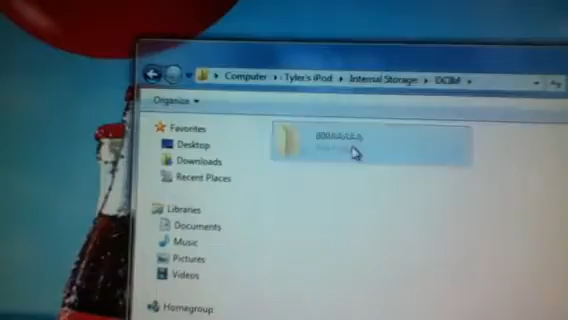 Computer ▸ Tyler's iPod ▸ Internal Storage ▸ DCIM ▸
Organize
Favorites
Desktop
Downloads
Recent Places
Libraries
Documents
Music
Pictures
Videos
Homegroup